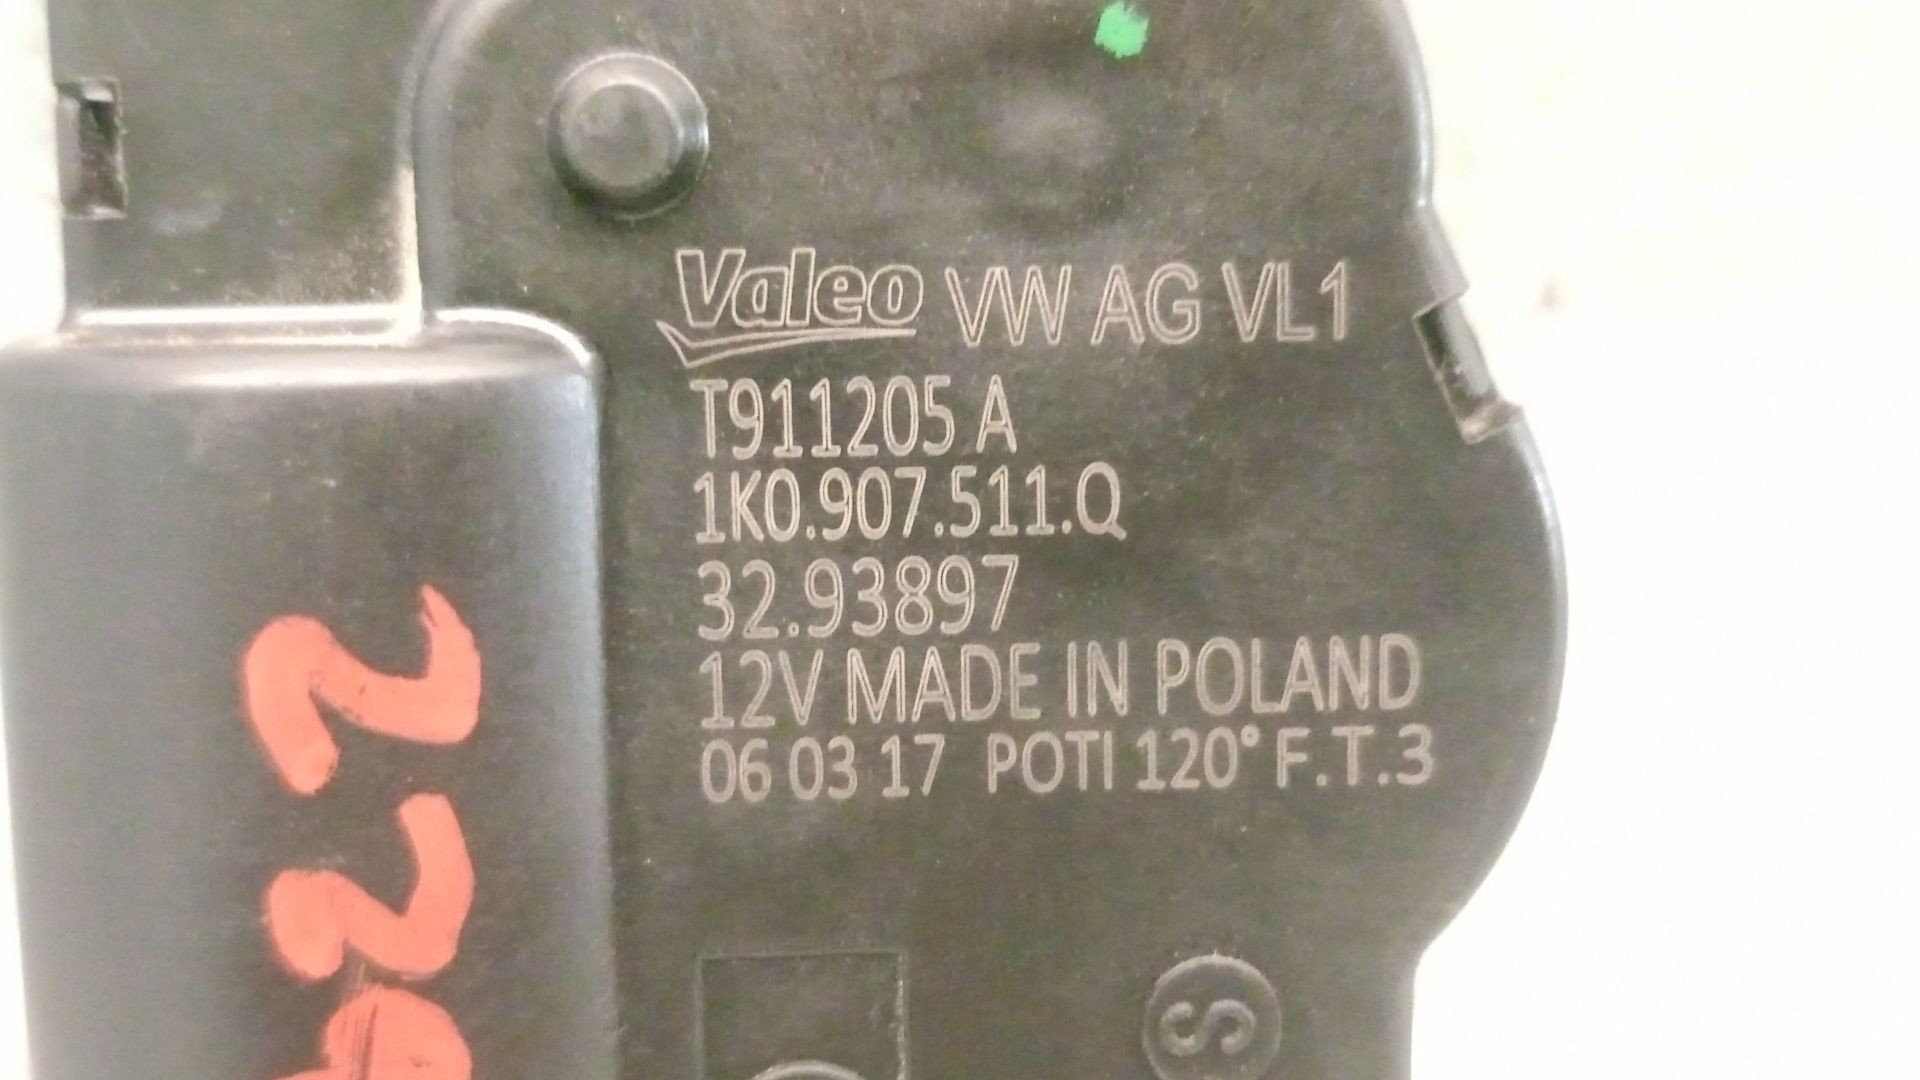 Valeo VW AG VL1
T911205 A
1K0.907.511.Q
32.93897
12V MADE IN POLAND
06 03 17 POTI 120° F.T.3
S